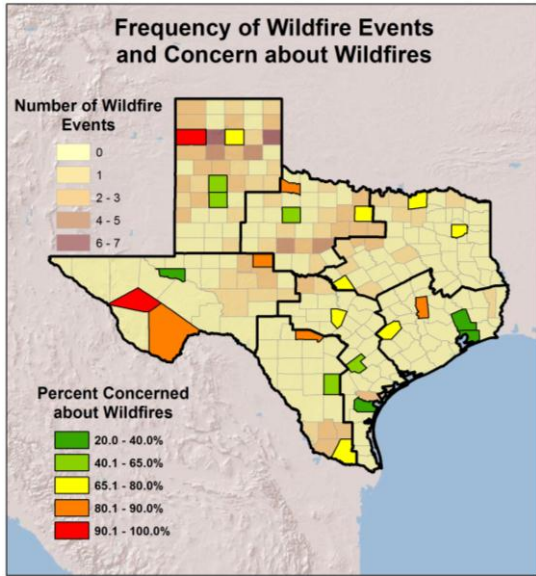 Frequency of Wildfire Events
and Concern about Wildfires
Number of Wildfire
Events
0
1
2 - 3
4 - 5
6 - 7
Percent Concerned
about Wildfires
20.0 - 40.0%
40.1 - 65.0%
65.1 - 80.0%
80.1 - 90.0%
90.1 - 100.0%